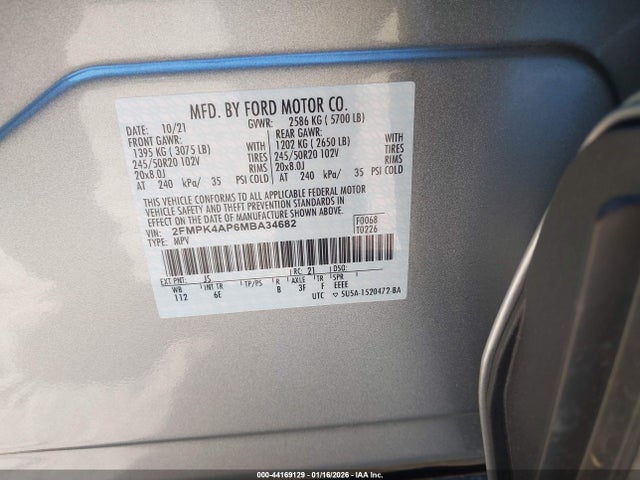 MFD. BY FORD MOTOR CO.
DATE: 10/21 GVWR: 2586 KG ( 5700 LB)
FRONT GAWR: REAR GAWR:
1395 KG ( 3075 LB) WITH 1202 KG ( 2650 LB) WITH
245/50R20 102V TIRES 245/50R20 102V TIRES
20x8.0J RIMS 20x8.0J RIMS
AT 240 kPa/ 35 PSI COLD AT 240 kPa/ 35 PSI COLD
THIS VEHICLE CONFORMS TO ALL APPLICABLE FEDERAL MOTOR
VEHICLE SAFETY AND THEFT PREVENTION STANDARDS IN
EFFECT ON THE DATE OF MANUFACTURE SHOWN ABOVE.
VIN: 2FMPK4AP6MBA34682 F0068
TYPE: MPV T0226
EXT PNT: JS RC: 21 DSO:
WB INT TR TP/PS R AXLE TR SPR
112 6E B 3F F EEEE
UTC 5U5A-1520472-BA
000-44169129 - 01/16/2026 - IAA Inc.